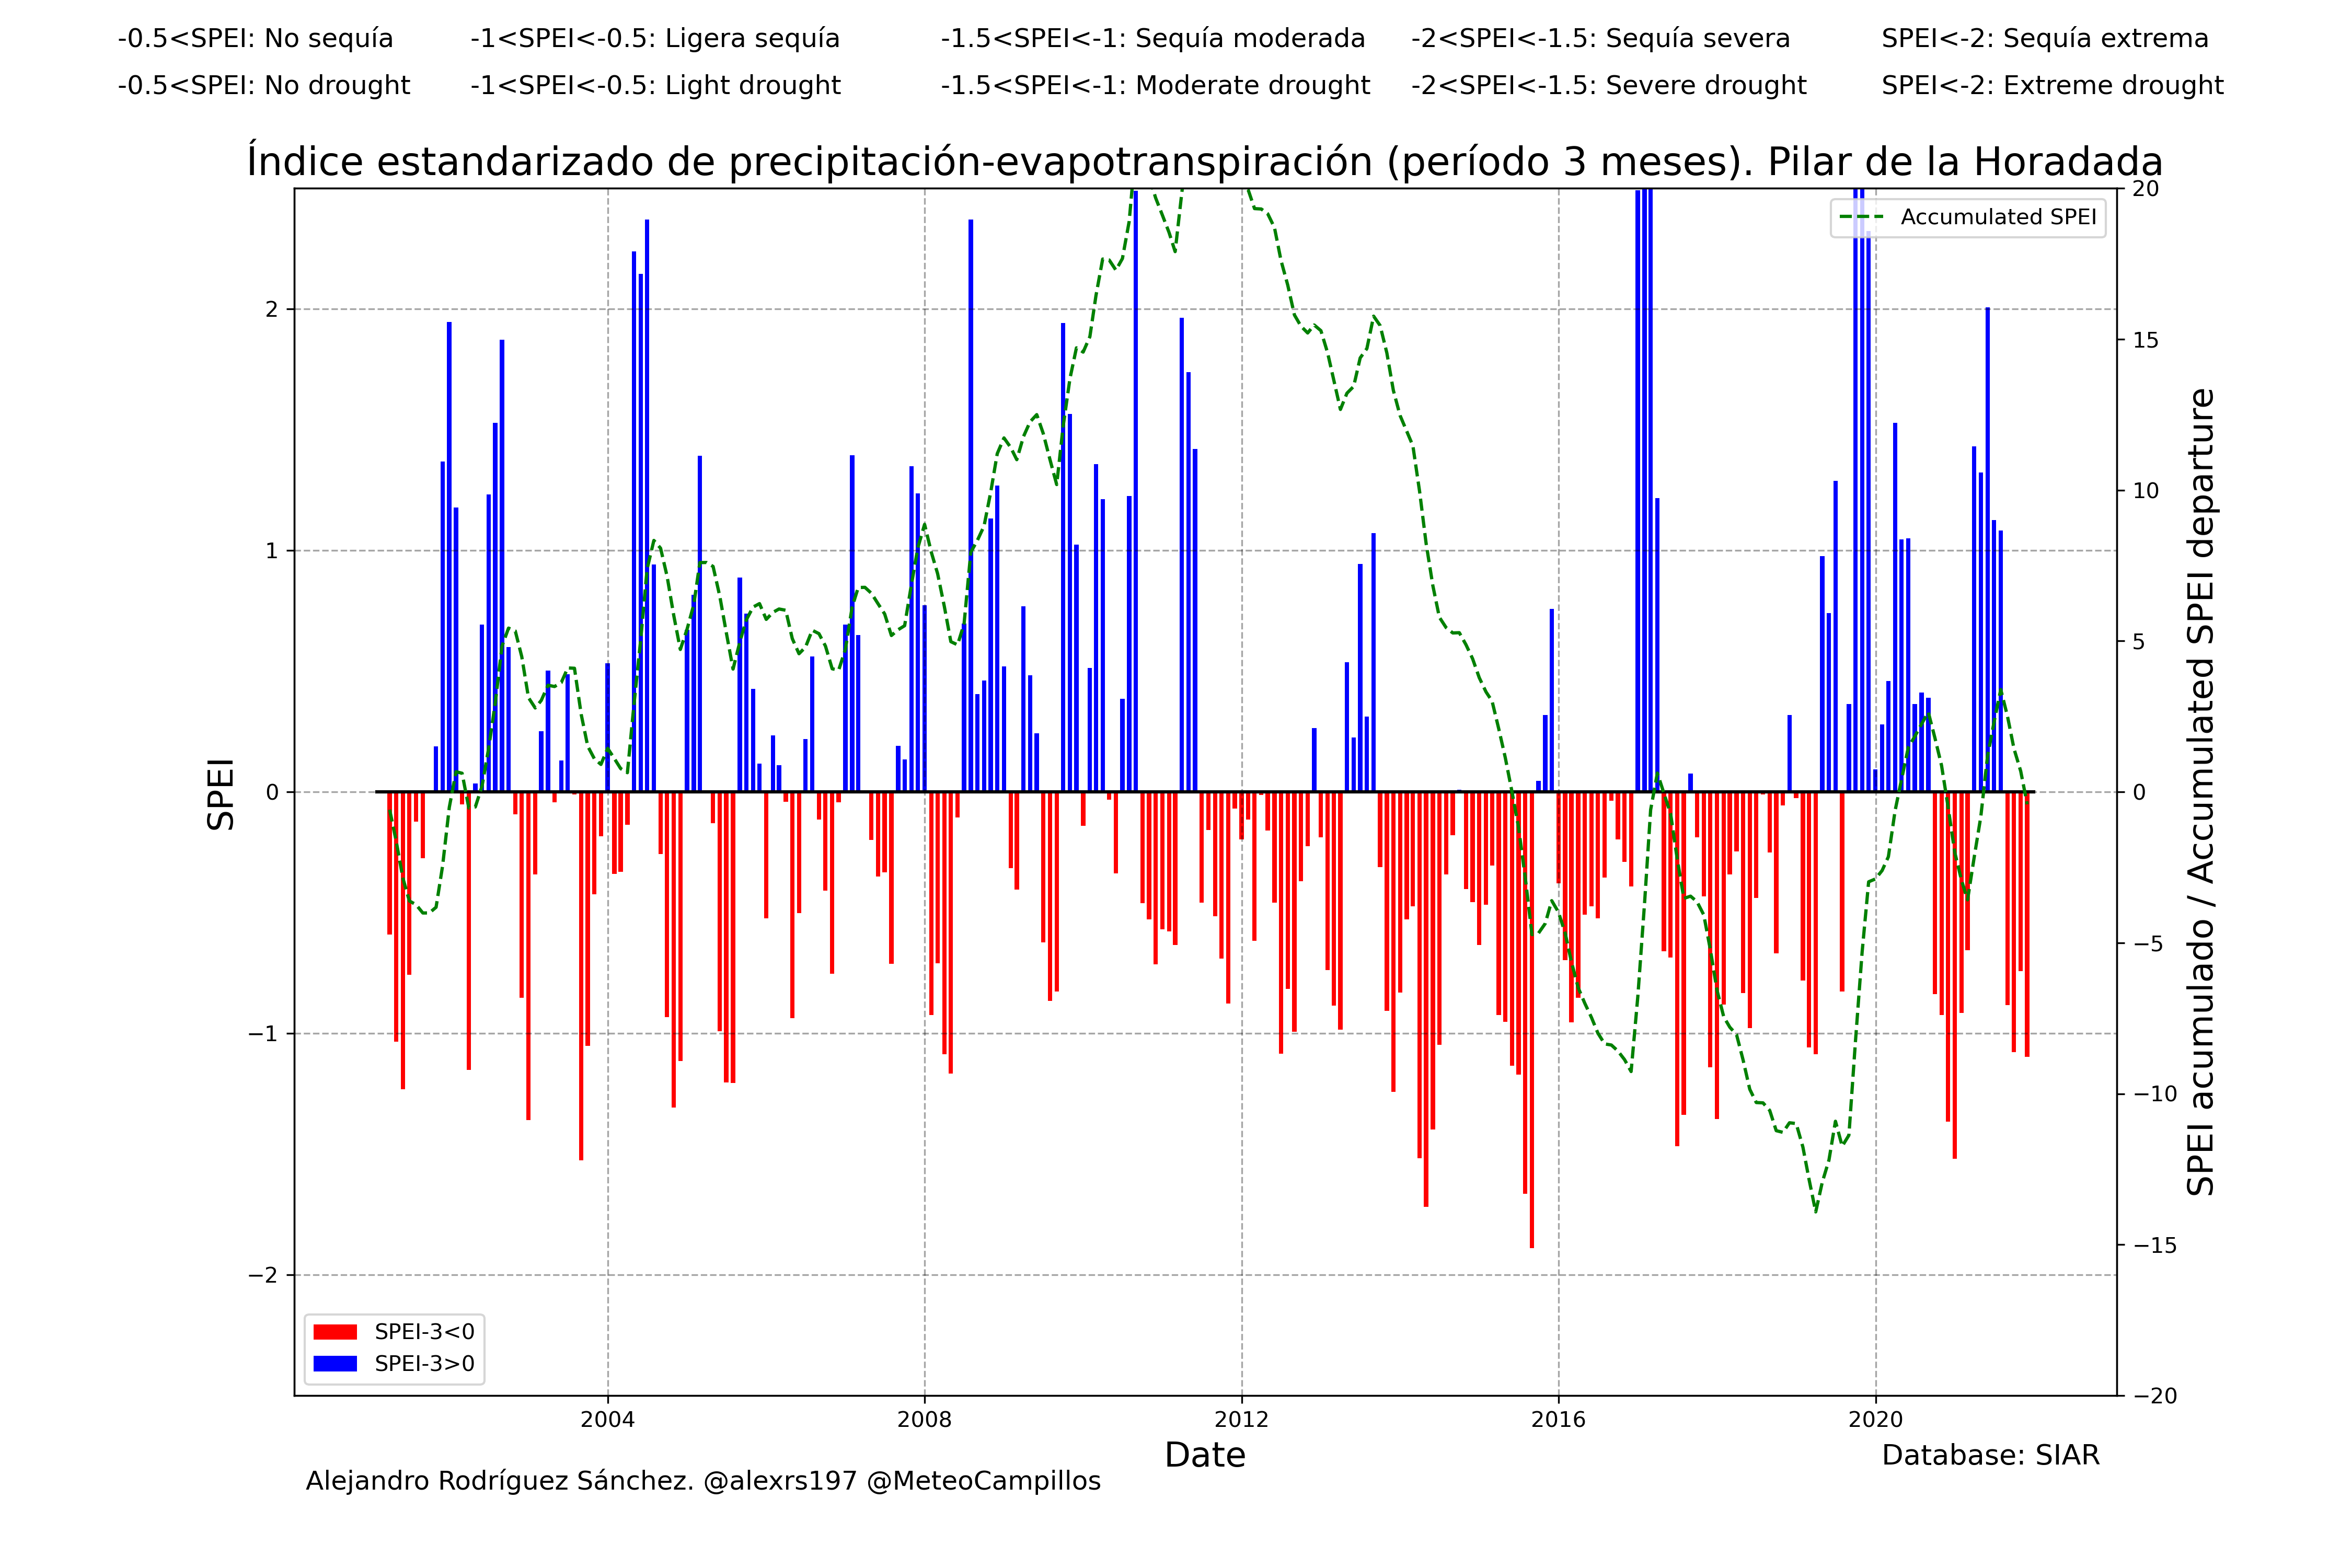 -0.5<SPEI: No sequía -1<SPEI<-0.5: Ligera sequía -1.5<SPEI<-1: Sequía moderada -2<SPEI<-1.5: Sequía severa SPEI<-2: Sequía extrema
-0.5<SPEI: No drought -1<SPEI<-0.5: Light drought -1.5<SPEI<-1: Moderate drought -2<SPEI<-1.5: Severe drought SPEI<-2: Extreme drought
Índice estandarizado de precipitación-evapotranspiración (período 3 meses). Pilar de la Horadada
Accumulated SPEI
SPEI
2
1
0
−1
−2
20
15
10
5
0
−5
−10
−15
−20
SPEI acumulado / Accumulated SPEI departure
SPEI-3<0
SPEI-3>0
2004 2008 2012 2016 2020
Date
Database: SIAR
Alejandro Rodríguez Sánchez. @alexrs197 @MeteoCampillos